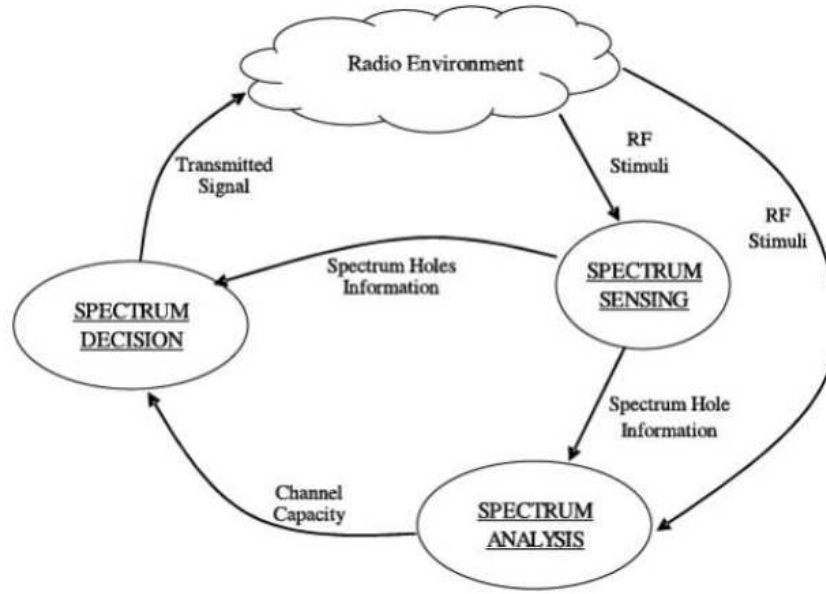 Radio Environment
RF
Stimuli
Transmitted
Signal
RF
Stimuli
Spectrum Holes
Information
SPECTRUM
SENSING
SPECTRUM
DECISION
Spectrum Hole
Information
Channel
Capacity
SPECTRUM
ANALYSIS